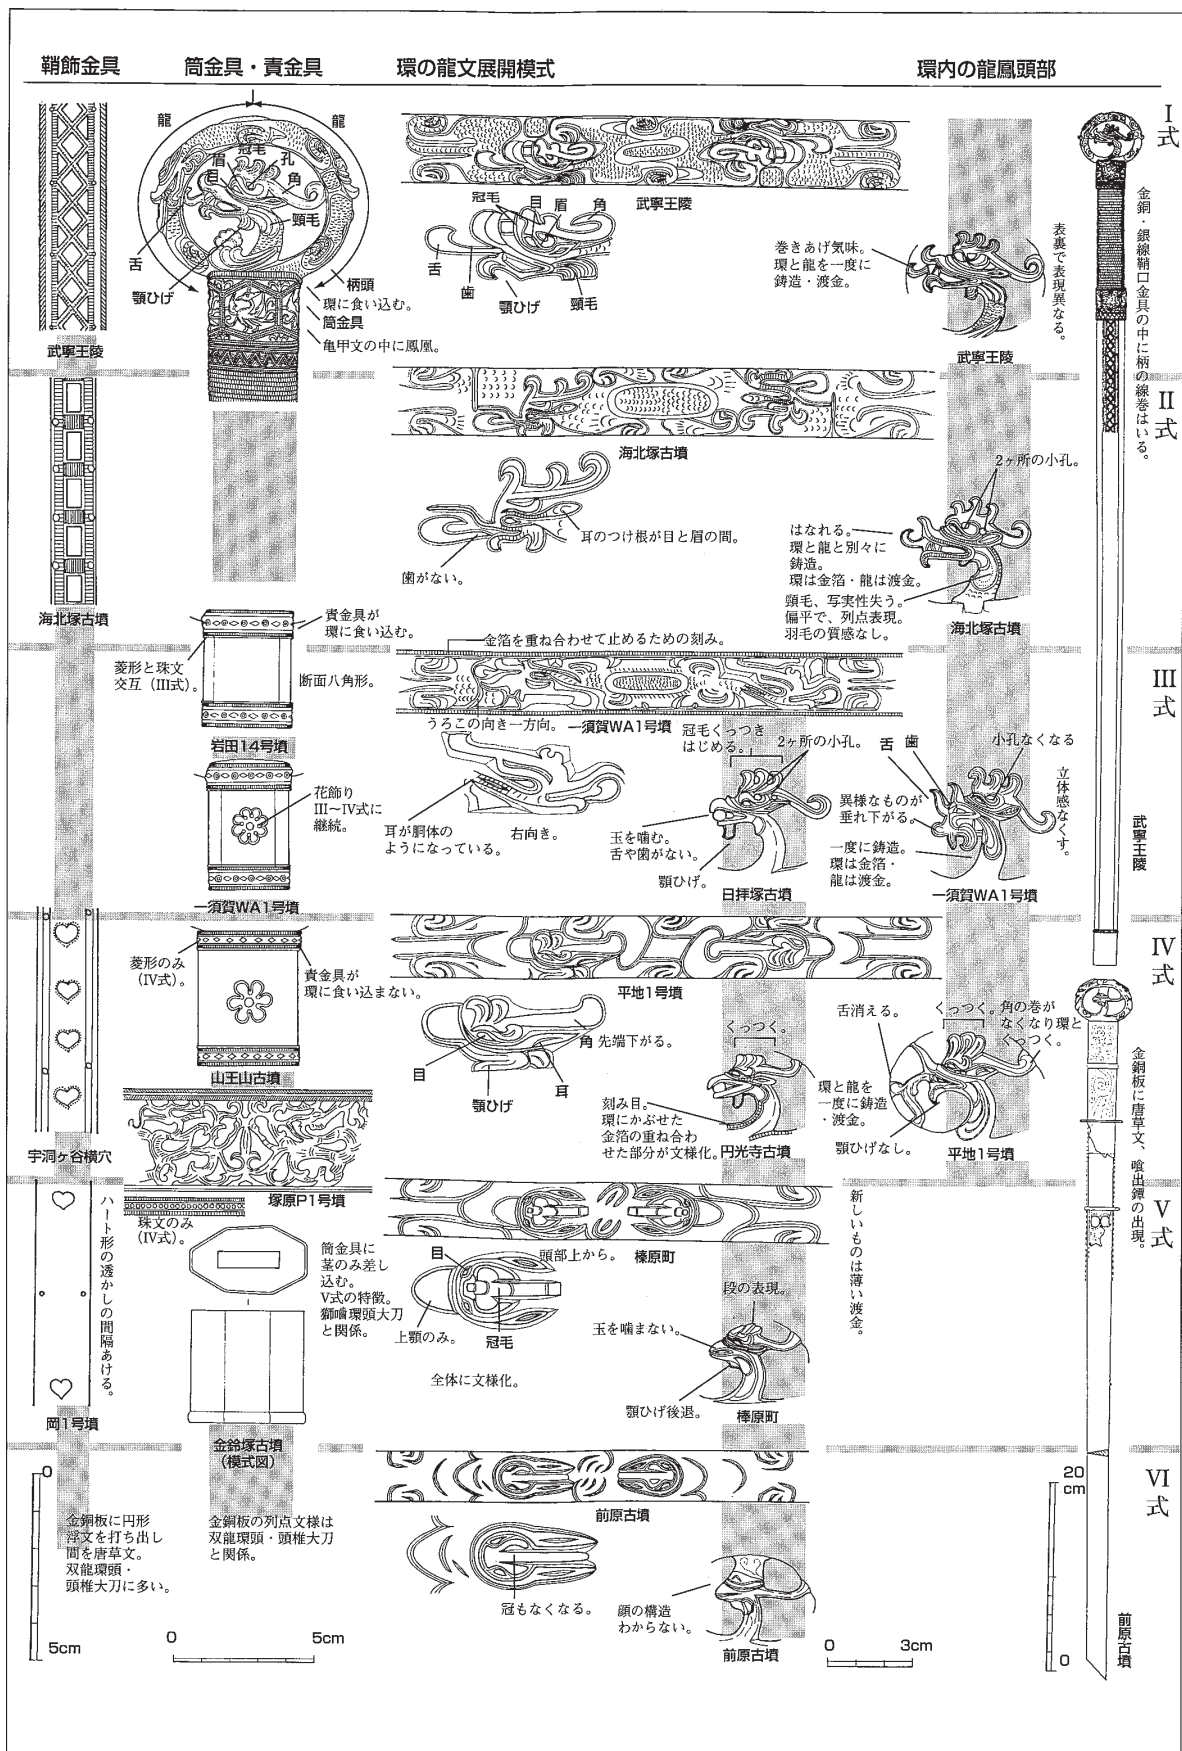 鞘飾金具
筒金具・責金具
環の龍文展開模式
環内の龍鳳頭部
I式
龍
龍
冠毛
眉
孔
目
角
頸毛
舌
顎ひげ
柄頭
環に食い込む。
筒金具
亀甲文の中に鳳凰。
武寧王陵
武寧王陵
冠毛
目
眉
角
舌
歯
顎ひげ
頸毛
巻きあげ気味。
環と龍を一度に
鋳造・渡金。
表裏で表現異なる。
武寧王陵
金銅・銀線鞘口金具の中に柄の線巻はいる。
II式
海北塚古墳
海北塚古墳
耳のつけ根が目と眉の間。
歯がない。
2ヶ所の小孔。
はなれる。
環と龍と別々に
鋳造。
環は金箔・龍は渡金。
頸毛、写実性失う。
偏平で、列点表現。
羽毛の質感なし。
海北塚古墳
責金具が
環に食い込む。
菱形と珠文
交互(III式)。
断面八角形。
岩田14号墳
III式
金箔を重ね合わせて止めるための刻み。
うろこの向き一方向。
一須賀WA1号墳
冠毛くっつき
はじめる。
2ヶ所の小孔。
舌
歯
小孔なくなる
立体感なくす。
花飾り
III〜IV式に
継続。
耳が胴体の
ようになっている。
右向き。
玉を噛む。
舌や歯がない。
顎ひげ。
異様なものが
垂れ下がる。
一度に鋳造。
環は金箔・
龍は渡金。
一須賀WA1号墳
日拝塚古墳
一須賀WA1号墳
武寧王陵
IV式
菱形のみ
(IV式)。
責金具が
環に食い込まない。
山王山古墳
平地1号墳
角 先端下がる。
目
顎ひげ
耳
くっつく。
刻み目。
環にかぶせた
金箔の重ね合わ
せた部分が文様化。
円光寺古墳
舌消える。
くっつく。
角の巻が
なくなり環と
くっつく。
環と龍を
一度に鋳造
・渡金。
顎ひげなし。
平地1号墳
宇洞ヶ谷横穴
塚原P1号墳
金銅板に唐草文、喰出鐔の出現。
V式
ハート形の透かしの間隔あける。
岡1号墳
珠文のみ
(IV式)。
筒金具に
茎のみ差し
込む。
V式の特徴。
獅噛環頭大刀
と関係。
金鈴塚古墳
(模式図)
目
頭部上から。
榛原町
上顎のみ。
冠毛
全体に文様化。
段の表現。
玉を噛まない。
顎ひげ後退。
榛原町
新しいものは薄い渡金。
VI式
0
5cm
金銅板に円形
浮文を打ち出し
間を唐草文。
双龍環頭・
頭椎大刀に多い。
金銅板の列点文様は
双龍環頭・頭椎大刀
と関係。
0
5cm
前原古墳
冠もなくなる。
顔の構造
わからない。
前原古墳
0
3cm
20
cm
0
前原古墳